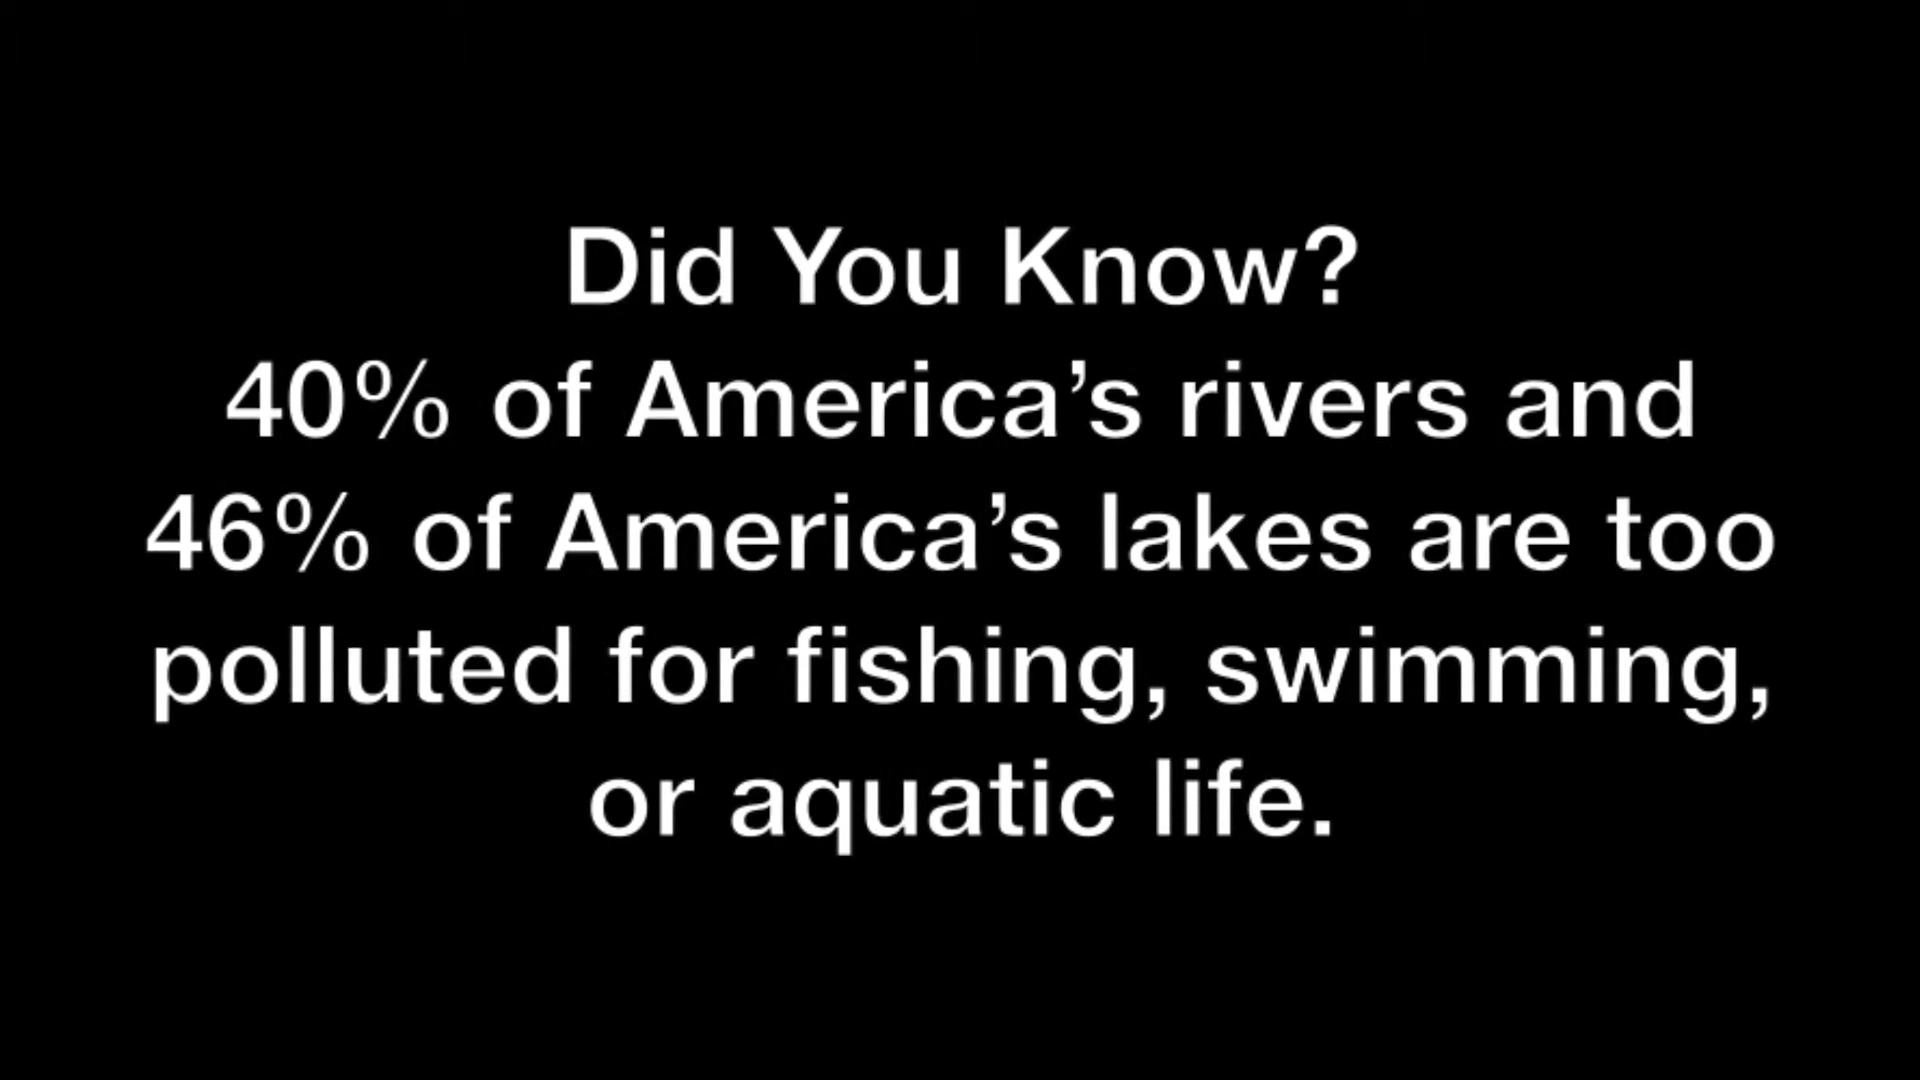 Did You Know?
40% of America’s rivers and
46% of America’s lakes are too
polluted for fishing, swimming,
or aquatic life.